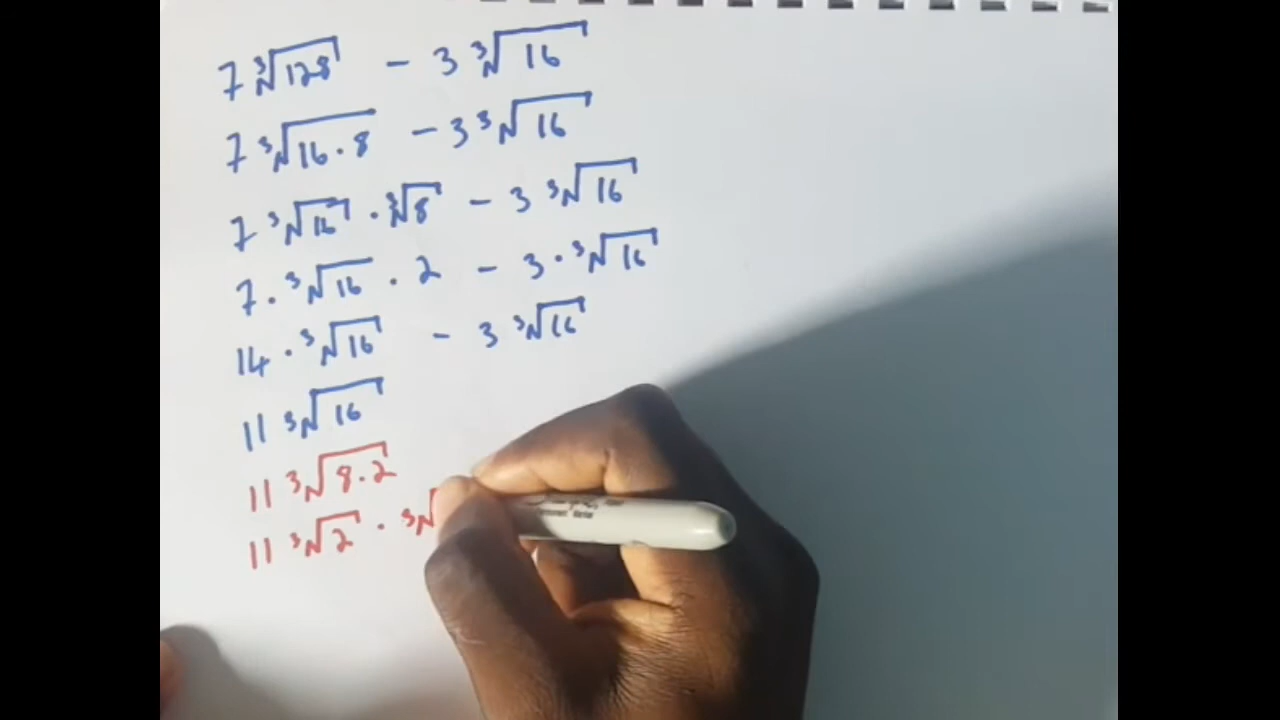 7 ∛128 − 3 ∛16
7 ∛16·8 − 3 ∛16
7 ∛16 · ∛8 − 3 ∛16
7 · ∛16 · 2 − 3 · ∛16
14 · ∛16 − 3 ∛16
11 ∛16
11 ∛8·2
11 ∛2 · ∛